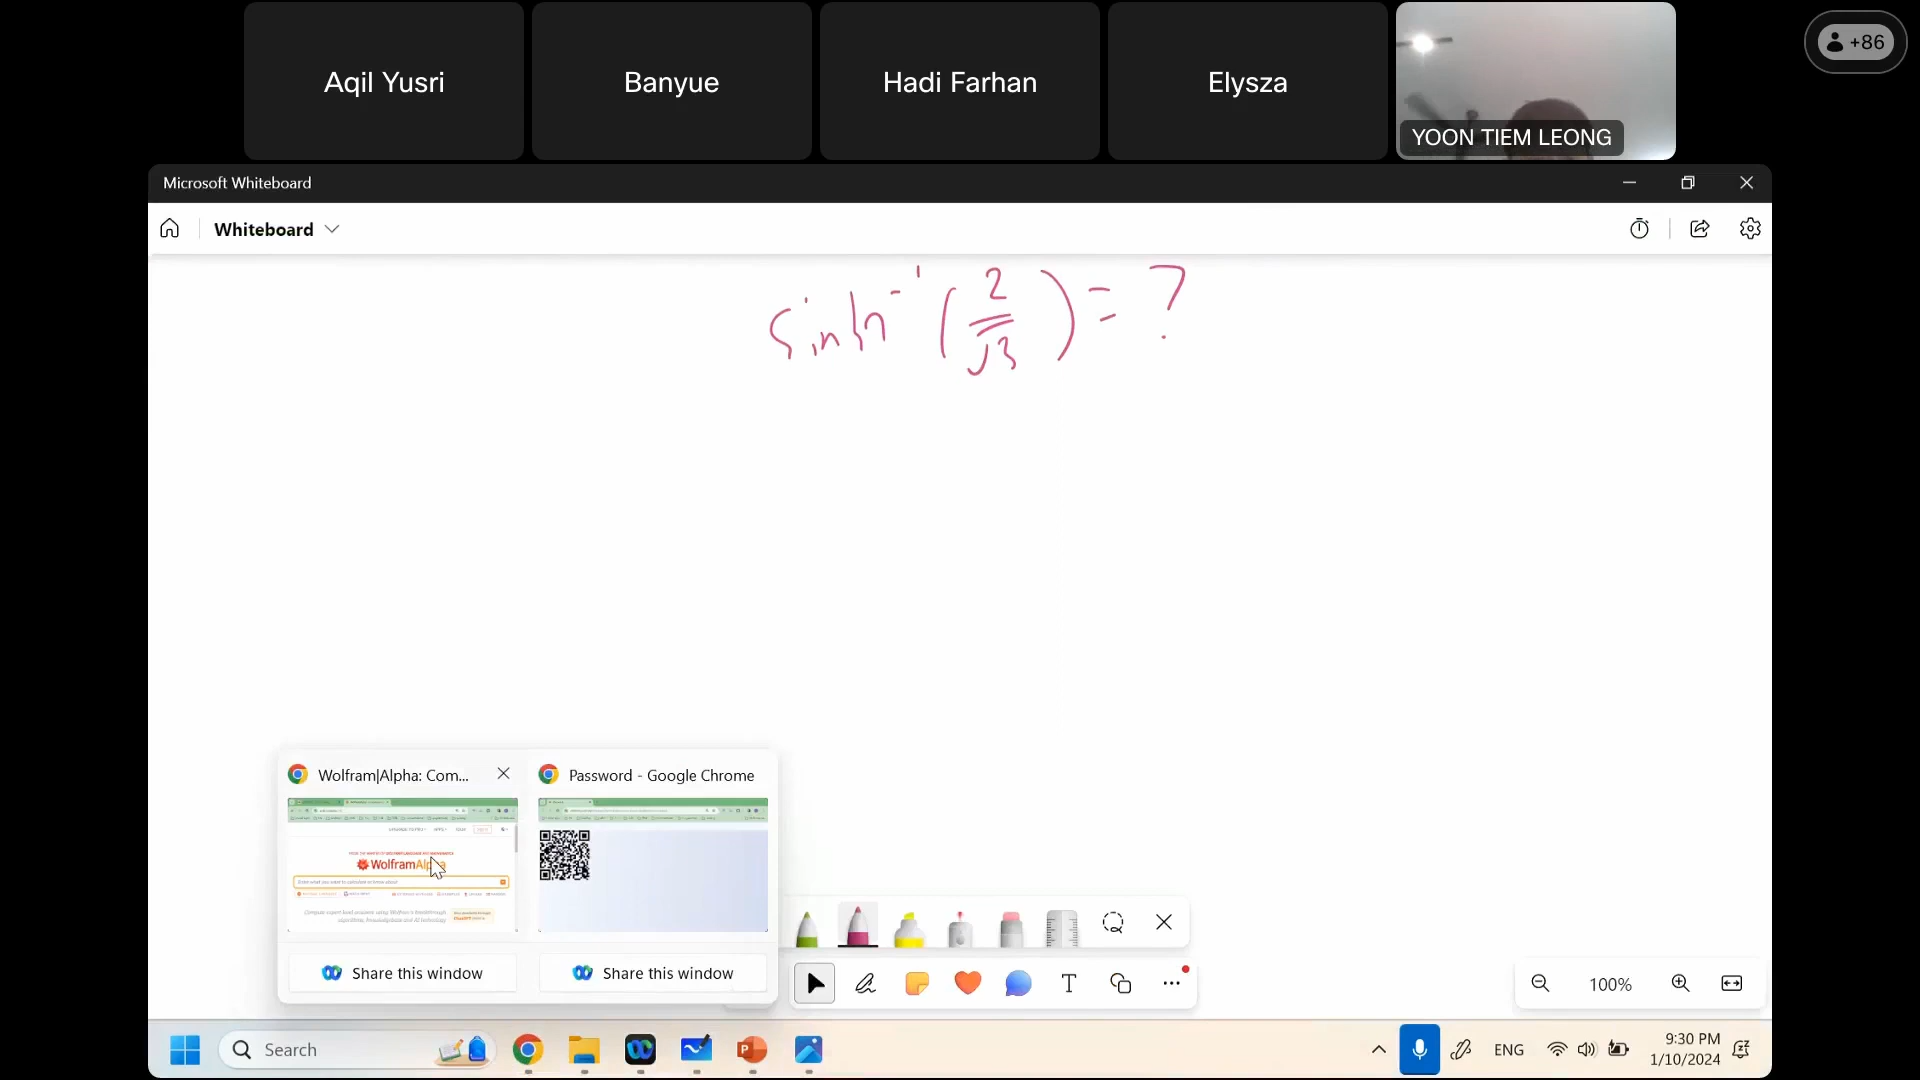 Aqil Yusri
Banyue
Hadi Farhan
Elysza
YOON TIEM LEONG
+86
Microsoft Whiteboard
Whiteboard
sinh⁻¹ (2/√3) = ?
Wolfram|Alpha: Com...
Password - Google Chrome
WolframAlpha
Share this window
Share this window
T
100%
Search
ENG
9:30 PM
1/10/2024